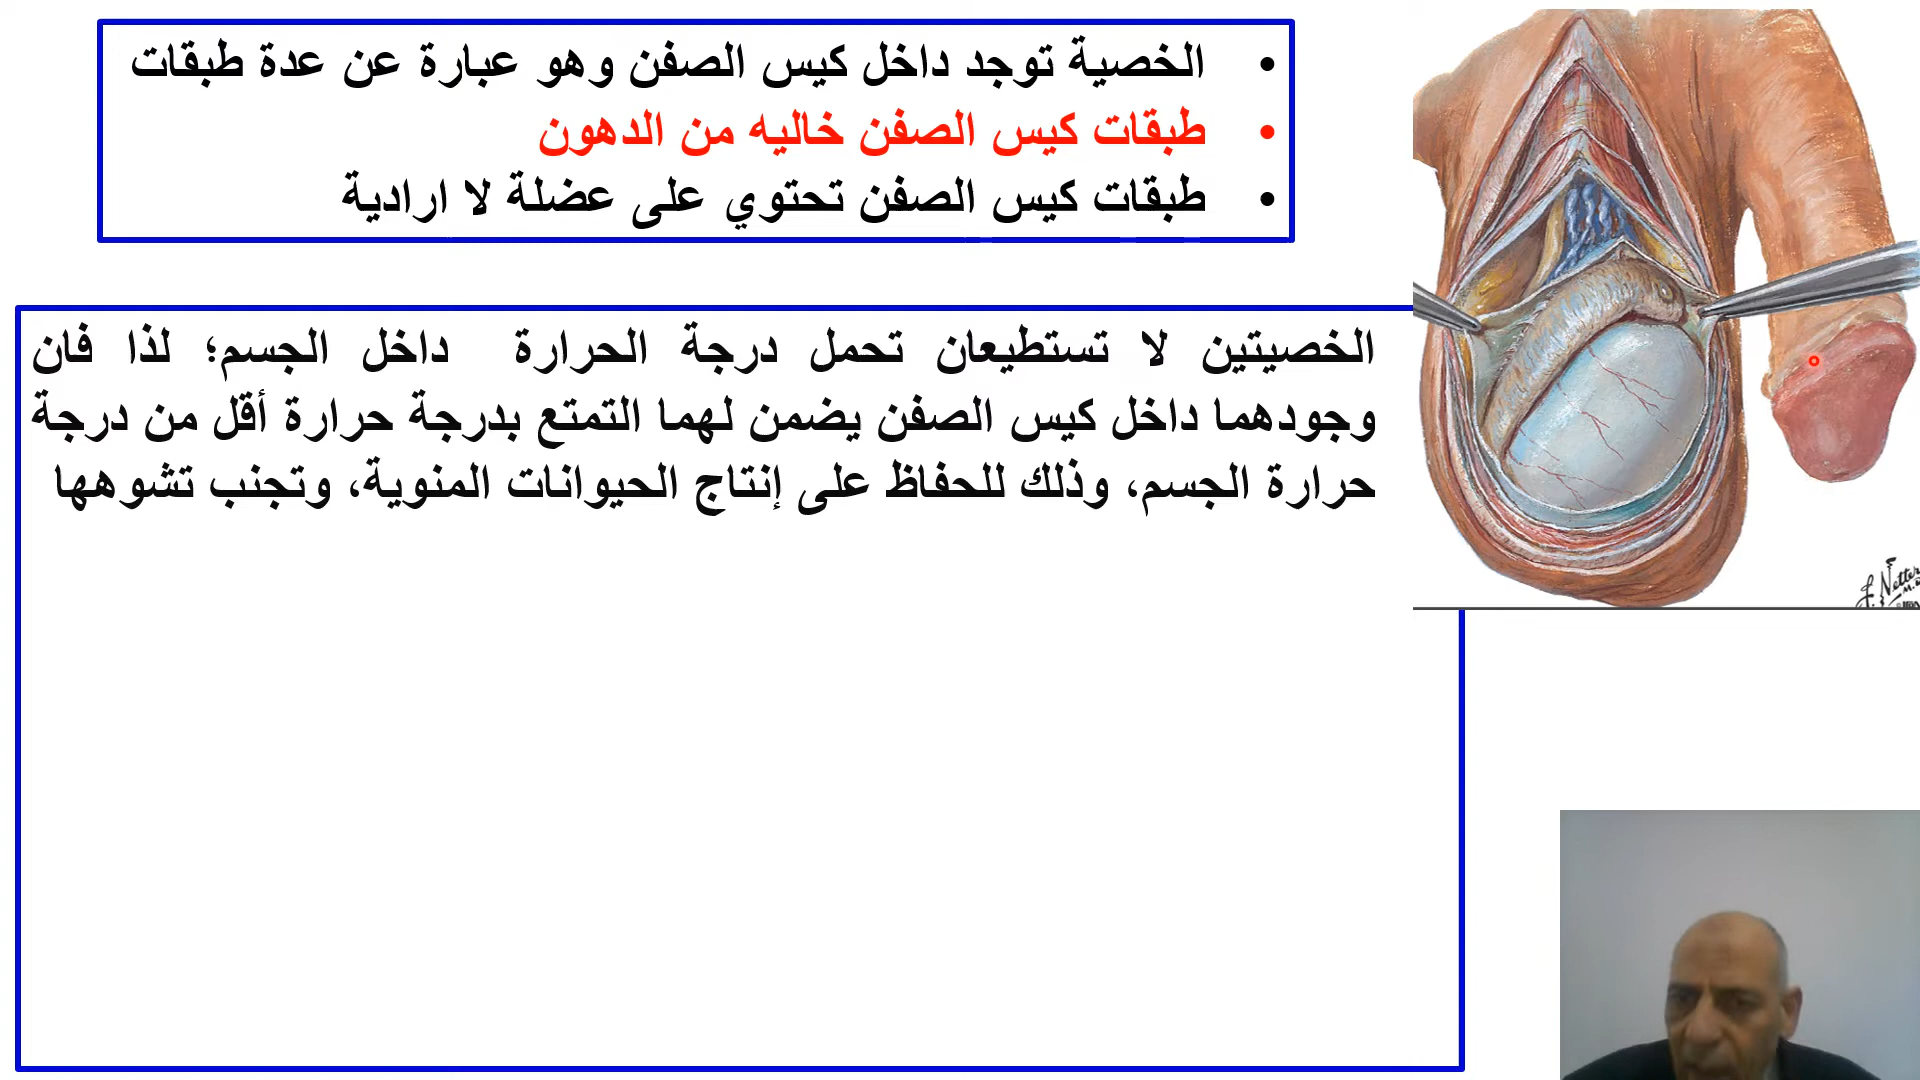 • الخصية توجد داخل كيس الصفن وهو عبارة عن عدة طبقات
• طبقات كيس الصفن خاليه من الدهون
• طبقات كيس الصفن تحتوي على عضلة لا ارادية
الخصيتين لا تستطيعان تحمل درجة الحرارة داخل الجسم؛ لذا فان
وجودهما داخل كيس الصفن يضمن لهما التمتع بدرجة حرارة أقل من درجة
حرارة الجسم، وذلك للحفاظ على إنتاج الحيوانات المنوية، وتجنب تشوهها
F. Netter
M.D.